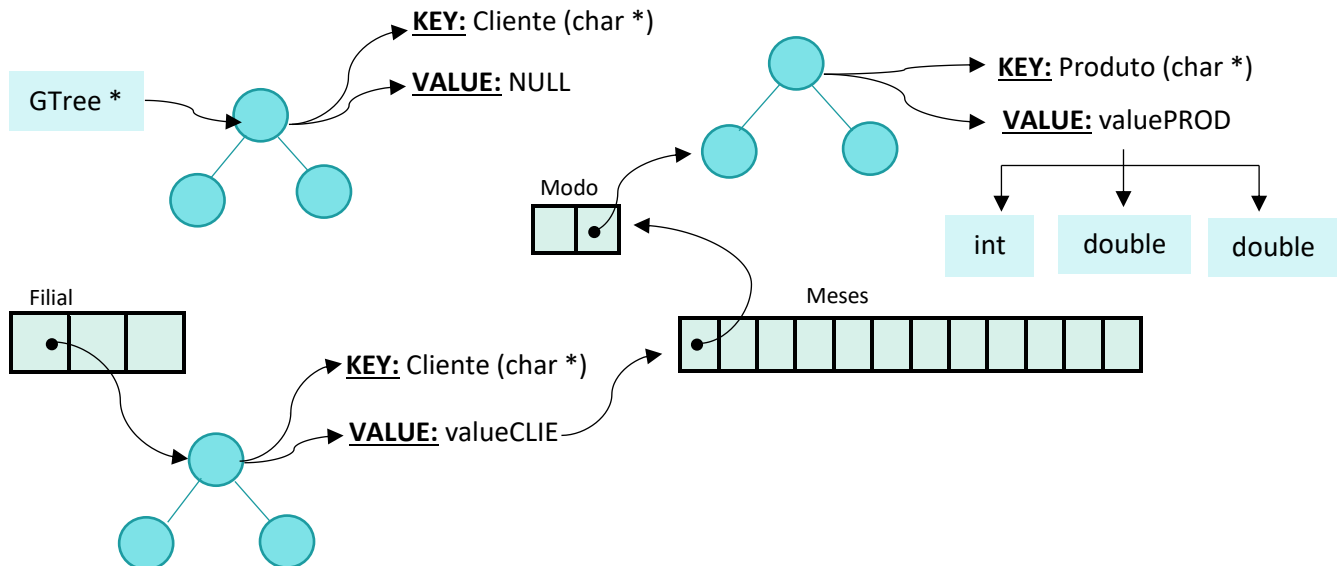 KEY: Cliente (char *)
GTree *
VALUE: NULL
KEY: Produto (char *)
VALUE: valuePROD
Modo
int
double
double
Filial
Meses
KEY: Cliente (char *)
VALUE: valueCLIE